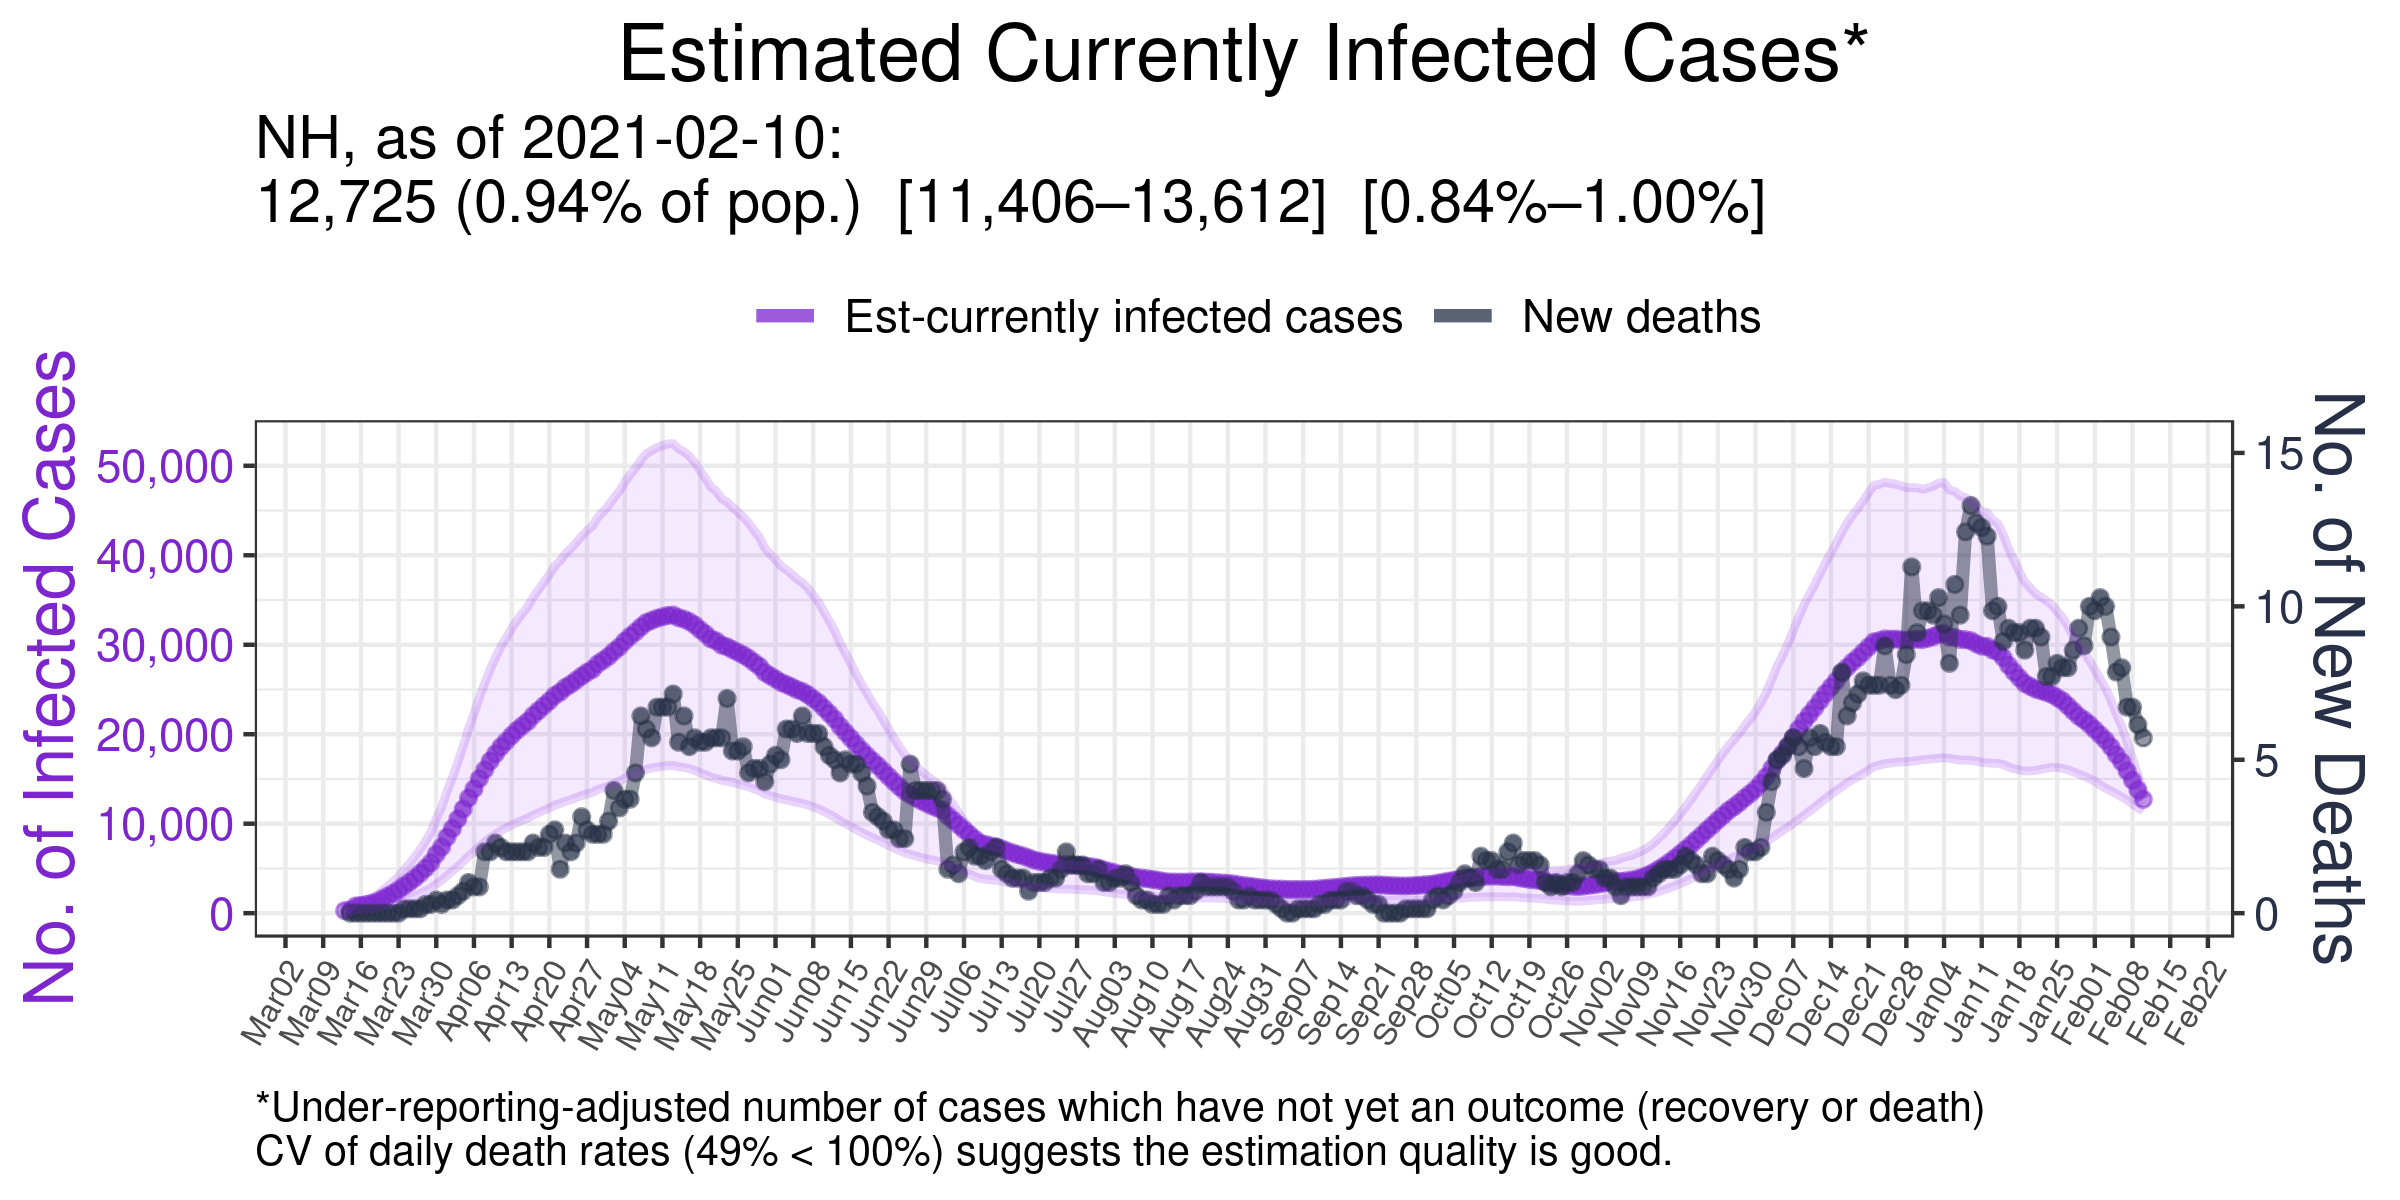 Estimated Currently Infected Cases*
NH, as of 2021-02-10:
12,725 (0.94% of pop.)  [11,406–13,612]  [0.84%–1.00%]
Est-currently infected cases
New deaths
No. of Infected Cases
50,000
40,000
30,000
20,000
10,000
0
15
10
5
0
No. of New Deaths
Mar02
Mar09
Mar16
Mar23
Mar30
Apr06
Apr13
Apr20
Apr27
May04
May11
May18
May25
Jun01
Jun08
Jun15
Jun22
Jun29
Jul06
Jul13
Jul20
Jul27
Aug03
Aug10
Aug17
Aug24
Aug31
Sep07
Sep14
Sep21
Sep28
Oct05
Oct12
Oct19
Oct26
Nov02
Nov09
Nov16
Nov23
Nov30
Dec07
Dec14
Dec21
Dec28
Jan04
Jan11
Jan18
Jan25
Feb01
Feb08
Feb15
Feb22
*Under-reporting-adjusted number of cases which have not yet an outcome (recovery or death)
CV of daily death rates (49% < 100%) suggests the estimation quality is good.